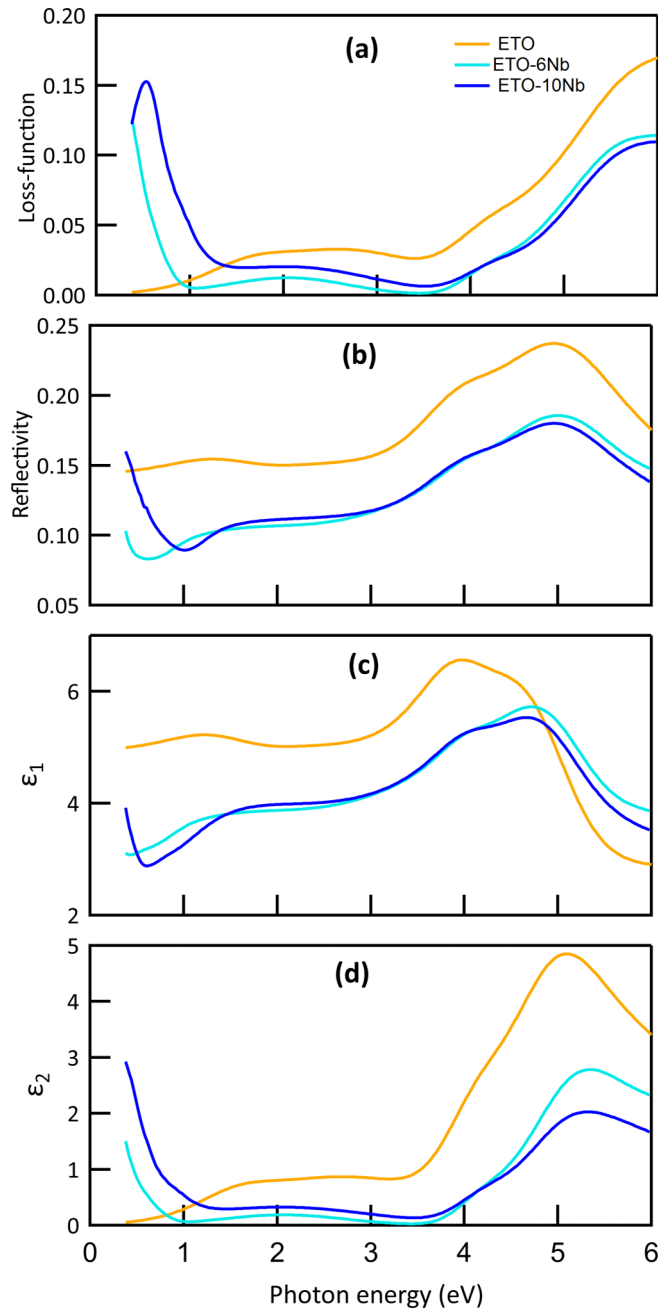 0.20
0.15
0.10
0.05
0.00
Loss-function
(a)
ETO
ETO-6Nb
ETO-10Nb
0.25
0.20
0.15
0.10
0.05
Reflectivity
(b)
6
4
2
ε1
(c)
5
4
3
2
1
0
ε2
(d)
0 1 2 3 4 5 6
Photon energy (eV)